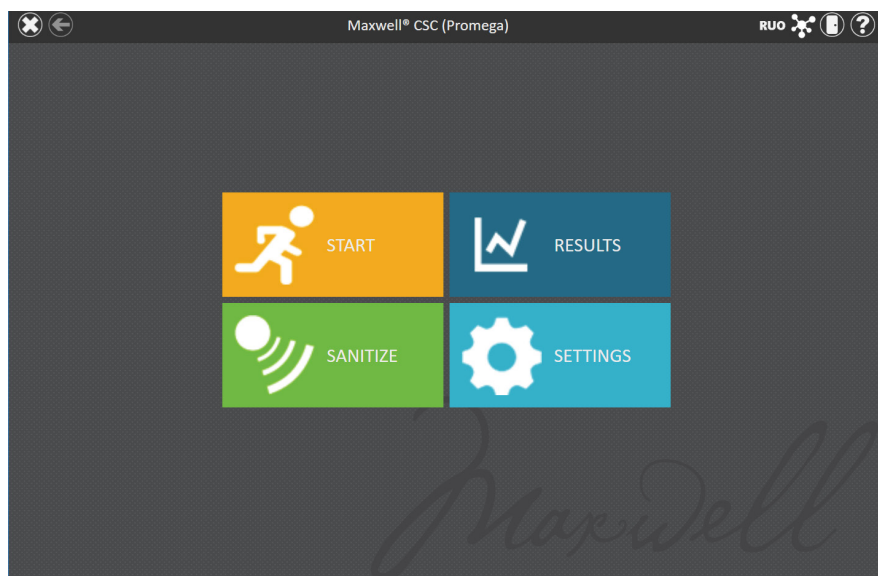 Maxwell® CSC (Promega)
RUO
?
START
RESULTS
SANITIZE
SETTINGS
Maxwell